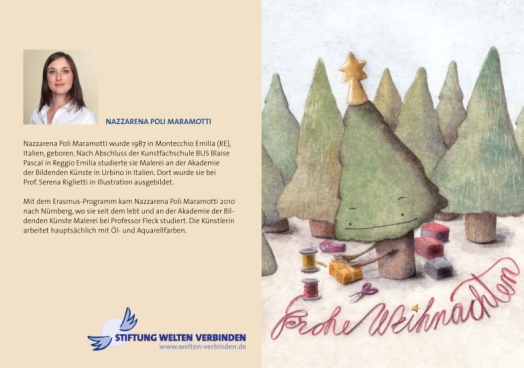 NAZZARENA POLI MARAMOTTI
Nazzarena Poli Maramotti wurde 1987 in Montecchio Emilia (RE),
Italien, geboren. Nach Abschluss der Kunstfachschule BUS Blaise
Pascal in Reggio Emilia studierte sie Malerei an der Akademie
der Bildenden Künste in Urbino in Italien. Dort wurde sie bei
Prof. Serena Riglietti in Illustration ausgebildet.
Mit dem Erasmus-Programm kam Nazzarena Poli Maramotti 2010
nach Nürnberg, wo sie seit dem lebt und an der Akademie der Bil-
denden Künste Malerei bei Professor Fleck studiert. Die Künstlerin
arbeitet hauptsächlich mit Öl- und Aquarellfarben.
STIFTUNG WELTEN VERBINDEN
www.welten-verbinden.de
Frohe Weihnachten